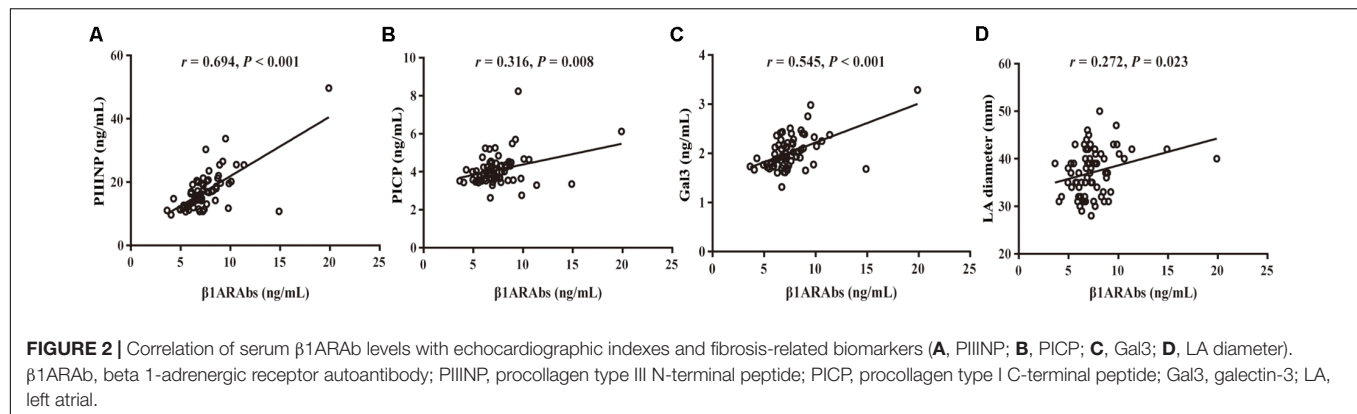 A
r = 0.694, P < 0.001
PIIINP (ng/mL)
60
40
20
0
0 5 10 15 20 25
β1ARAbs (ng/mL)
B
r = 0.316, P = 0.008
PICP (ng/mL)
10
8
6
4
2
0
0 5 10 15 20 25
β1ARAbs (ng/mL)
C
r = 0.545, P < 0.001
Gal3 (ng/mL)
4
3
2
1
0
0 5 10 15 20 25
β1ARAbs (ng/mL)
D
r = 0.272, P = 0.023
LA diameter (mm)
60
50
40
30
20
0 5 10 15 20 25
β1ARAbs (ng/mL)
FIGURE 2 | Correlation of serum β1ARAb levels with echocardiographic indexes and fibrosis-related biomarkers (A, PIIINP; B, PICP; C, Gal3; D, LA diameter).
β1ARAb, beta 1-adrenergic receptor autoantibody; PIIINP, procollagen type III N-terminal peptide; PICP, procollagen type I C-terminal peptide; Gal3, galectin-3; LA,
left atrial.